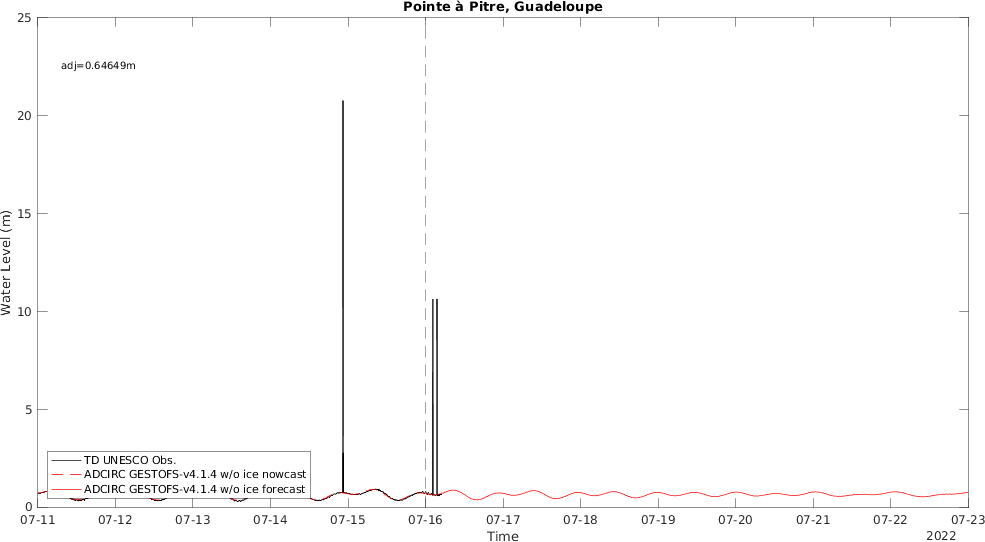 Pointe à Pitre, Guadeloupe
25
adj=0.64649m
20
15
Water Level (m)
10
5
TD UNESCO Obs.
ADCIRC GESTOFS-v4.1.4 w/o ice nowcast
ADCIRC GESTOFS-v4.1.4 w/o ice forecast
0
07-11 07-12 07-13 07-14 07-15 07-16 07-17 07-18 07-19 07-20 07-21 07-22 07-23
Time
2022